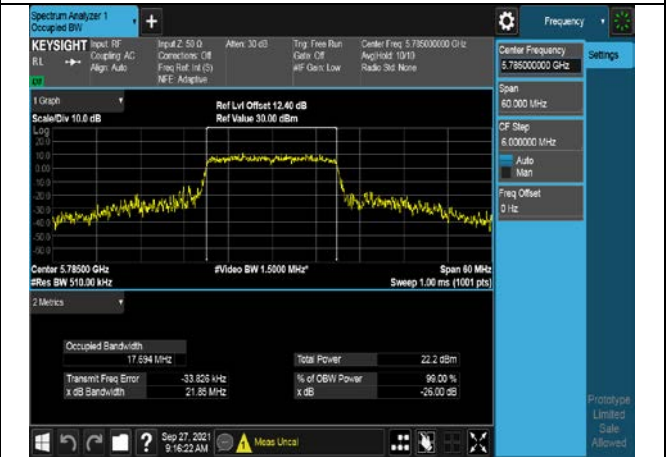 Spectrum Analyzer 1
Occupied BW
+
Frequency
KEYSIGHT
RL
Input: RF
Coupling: AC
Align: Auto
Input Z: 50 Ω
Corrections: Off
Freq Ref: Int (S)
NFE: Adaptive
Atten: 30 dB
Trig: Free Run
Gate: Off
#IF Gain: Low
Center Freq: 5.785000000 GHz
Avg|Hold: 10/10
Radio Std: None
1 Graph
Scale/Div 10.0 dB
Ref Lvl Offset 12.40 dB
Ref Value 30.00 dBm
Log
20.0
10.0
0.00
-10.0
-20.0
-30.0
-40.0
-50.0
-60.0
Center 5.78500 GHz
#Res BW 510.00 kHz
#Video BW 1.5000 MHz*
Span 60 MHz
Sweep 1.00 ms (1001 pts)
2 Metrics
Occupied Bandwidth
17.694 MHz
Total Power 22.2 dBm
Transmit Freq Error -33.826 kHz
% of OBW Power 99.00 %
x dB Bandwidth 21.85 MHz
x dB -26.00 dB
Center Frequency
5.785000000 GHz
Settings
Span
60.000 MHz
CF Step
6.000000 MHz
Auto
Man
Freq Offset
0 Hz
Prototype
Limited
Sale
Allowed
?
Sep 27, 2021
9:16:22 AM
Meas Uncal